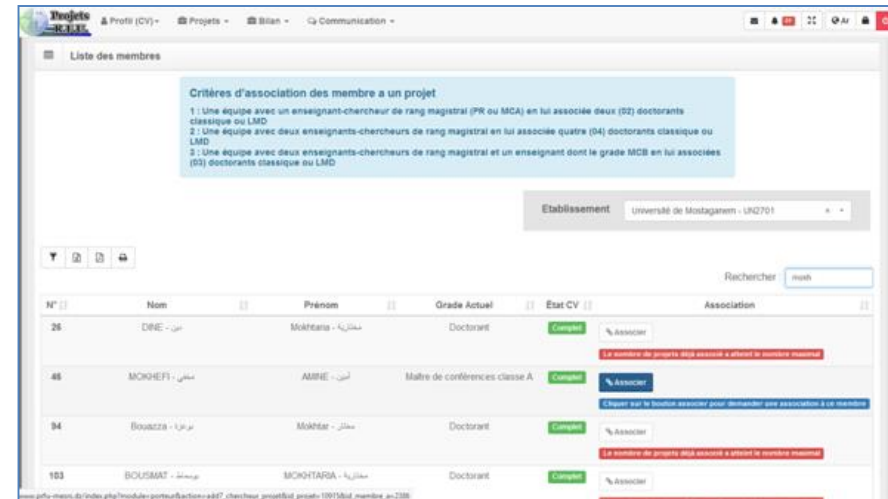 Projets
P.R.F.U.
Profil (CV)
Projets
Bilan
Communication
Ar
Liste des membres
Critères d'association des membre a un projet
1 : Une équipe avec un enseignant-chercheur de rang magistral (PR ou MCA) en lui associée deux (02) doctorants
classique ou LMD
2 : Une équipe avec deux enseignants-chercheurs de rang magistral en lui associée quatre (04) doctorants classique ou
LMD
3 : Une équipe avec deux enseignants-chercheurs de rang magistral et un enseignant dont le grade MCB en lui associées
(03) doctorants classique ou LMD
Etablissement Université de Mostaganem - UN2701 x
Rechercher : mokh
N° Nom Prénom Grade Actuel État CV Association
26 DINE - دين Mokhtaria - مختارية Doctorant Complet Associer
Le nombre de projets déjà associé a atteint le nombre maximal
46 MOKHEFI - مخفي AMINE - أمين Maître de conférences classe A Complet Associer
Cliquer sur le bouton associer pour demander une association à ce membre
94 Bouazza - بوعزة Mokhtar - مختار Doctorant Complet Associer
Le nombre de projets déjà associé a atteint le nombre maximal
103 BOUSMAT - MOKHTARIA - مختارية Doctorant Complet Associer